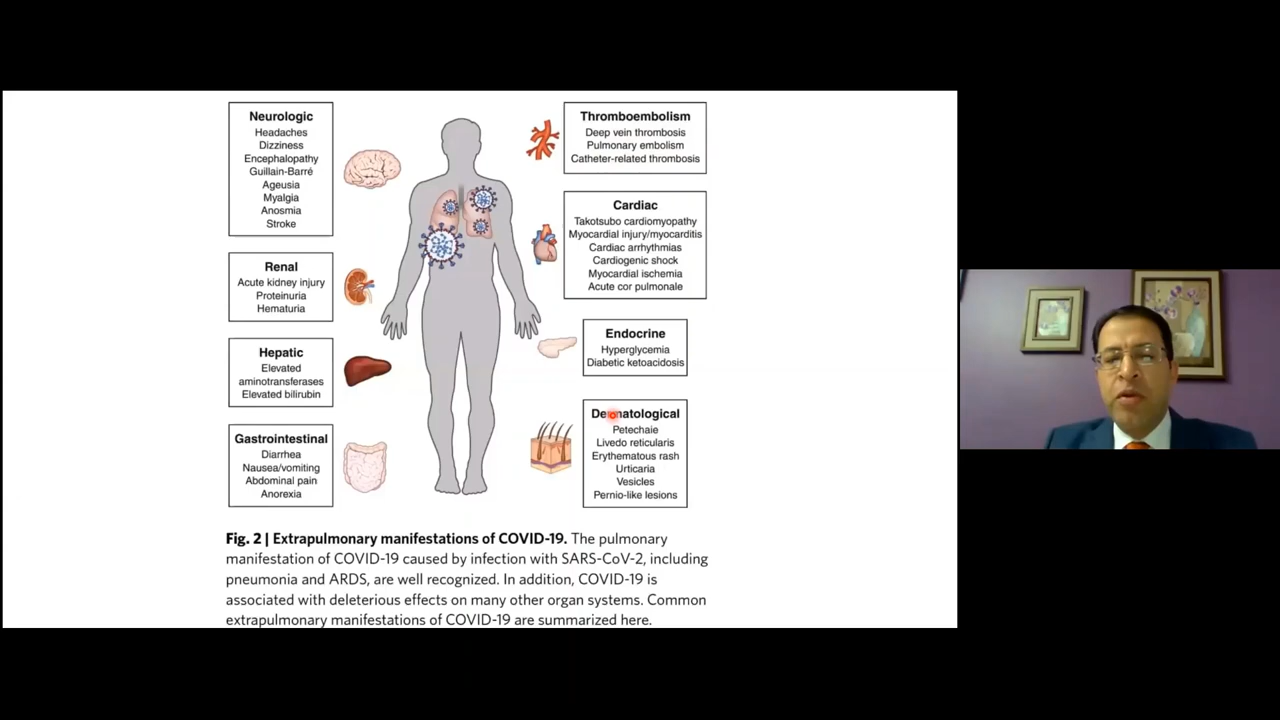 Neurologic
Headaches
Dizziness
Encephalopathy
Guillain-Barré
Ageusia
Myalgia
Anosmia
Stroke
Renal
Acute kidney injury
Proteinuria
Hematuria
Hepatic
Elevated
aminotransferases
Elevated bilirubin
Gastrointestinal
Diarrhea
Nausea/vomiting
Abdominal pain
Anorexia
Thromboembolism
Deep vein thrombosis
Pulmonary embolism
Catheter-related thrombosis
Cardiac
Takotsubo cardiomyopathy
Myocardial injury/myocarditis
Cardiac arrhythmias
Cardiogenic shock
Myocardial ischemia
Acute cor pulmonale
Endocrine
Hyperglycemia
Diabetic ketoacidosis
Dermatological
Petechaie
Livedo reticularis
Erythematous rash
Urticaria
Vesicles
Pernio-like lesions
Fig. 2 | Extrapulmonary manifestations of COVID-19. The pulmonary
manifestation of COVID-19 caused by infection with SARS-CoV-2, including
pneumonia and ARDS, are well recognized. In addition, COVID-19 is
associated with deleterious effects on many other organ systems. Common
extrapulmonary manifestations of COVID-19 are summarized here.